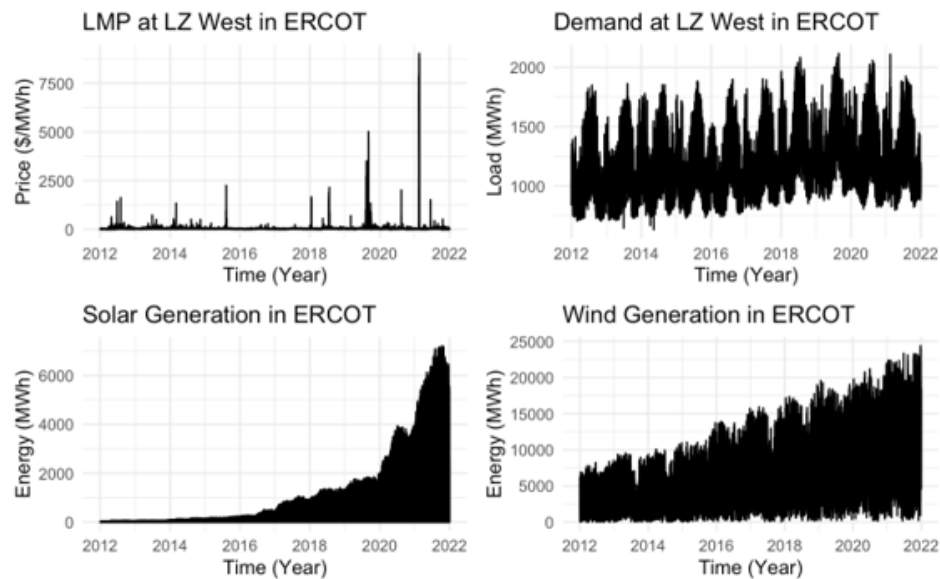 LMP at LZ West in ERCOT
Price ($/MWh)
7500
5000
2500
0
2012 2014 2016 2018 2020 2022
Time (Year)
Demand at LZ West in ERCOT
Load (MWh)
2000
1500
1000
2012 2014 2016 2018 2020 2022
Time (Year)
Solar Generation in ERCOT
Energy (MWh)
6000
4000
2000
0
2012 2014 2016 2018 2020 2022
Time (Year)
Wind Generation in ERCOT
Energy (MWh)
25000
20000
15000
10000
5000
0
2012 2014 2016 2018 2020 2022
Time (Year)